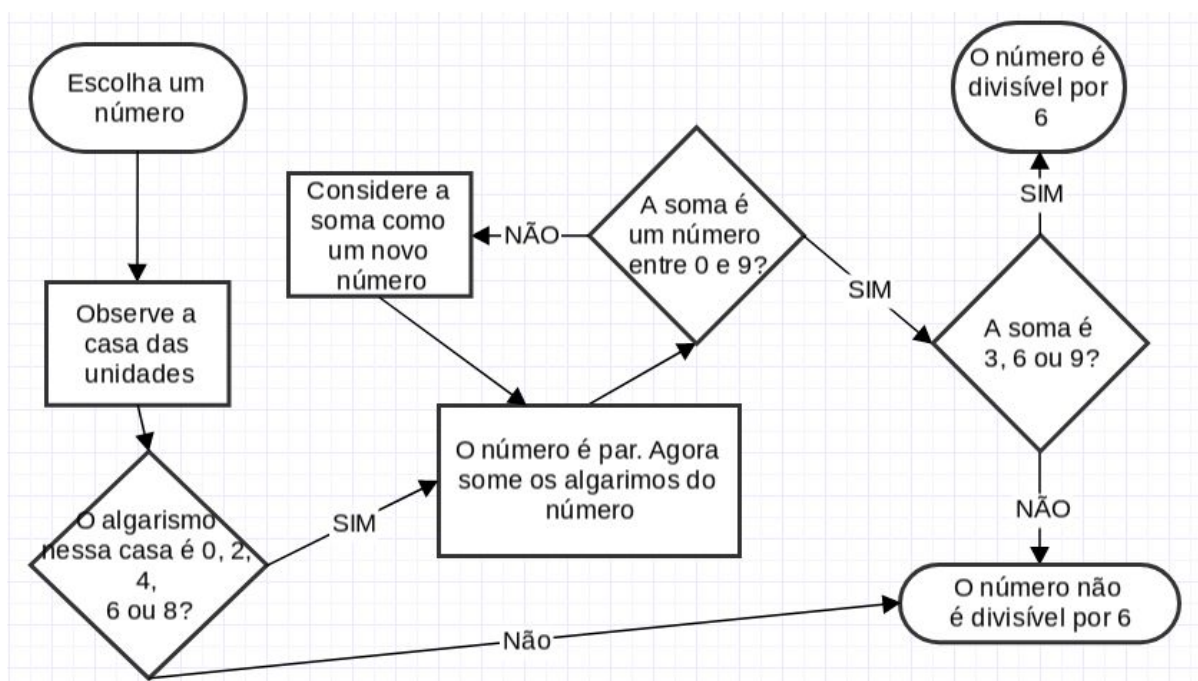 Escolha um
número
Observe a
casa das
unidades
O algarismo
nessa casa é 0, 2,
4,
6 ou 8?
SIM
Não
Considere a
soma como
um novo
número
NÃO
O número é par. Agora
some os algarimos do
número
A soma é
um número
entre 0 e 9?
SIM
A soma é
3, 6 ou 9?
SIM
O número é
divisível por
6
NÃO
O número não
é divisível por 6